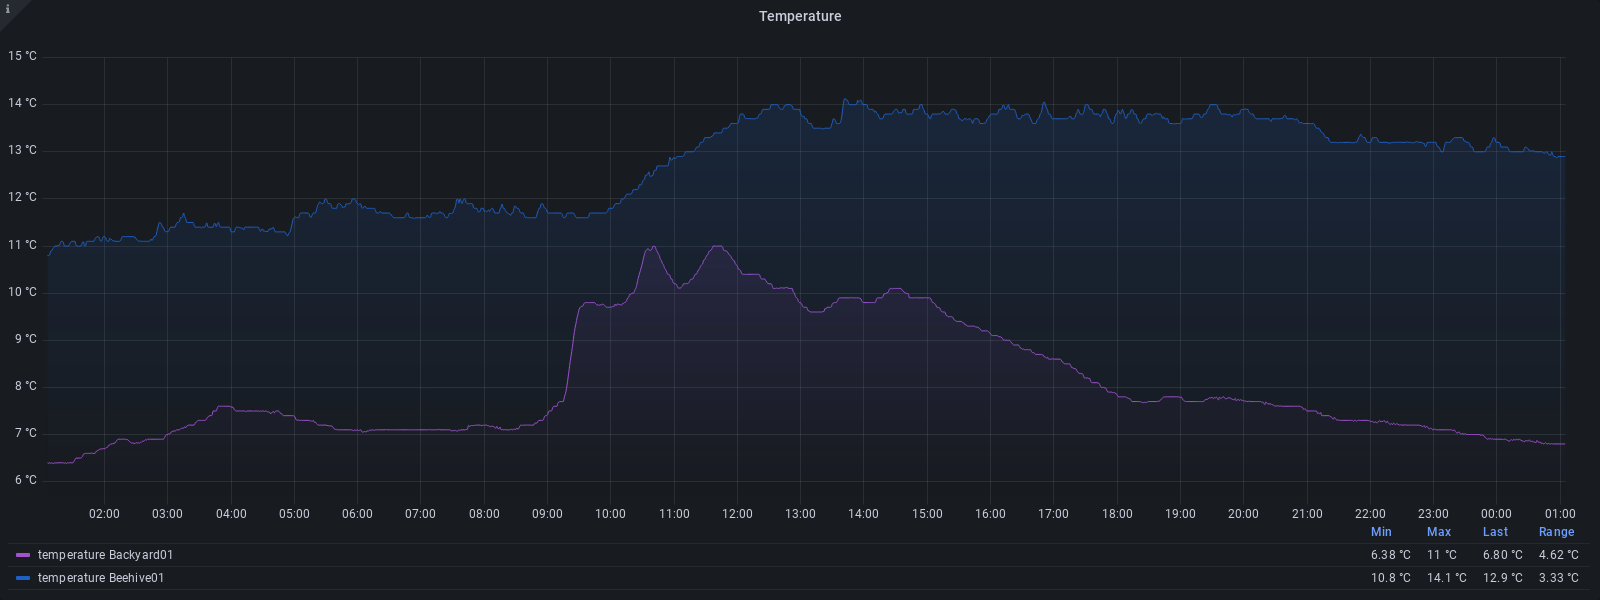 i
Temperature
15 °C
14 °C
13 °C
12 °C
11 °C
10 °C
9 °C
8 °C
7 °C
6 °C
02:00 03:00 04:00 05:00 06:00 07:00 08:00 09:00 10:00 11:00 12:00 13:00 14:00 15:00 16:00 17:00 18:00 19:00 20:00 21:00 22:00 23:00 00:00 01:00
Min Max Last Range
temperature Backyard01 6.38 °C 11 °C 6.80 °C 4.62 °C
temperature Beehive01 10.8 °C 14.1 °C 12.9 °C 3.33 °C